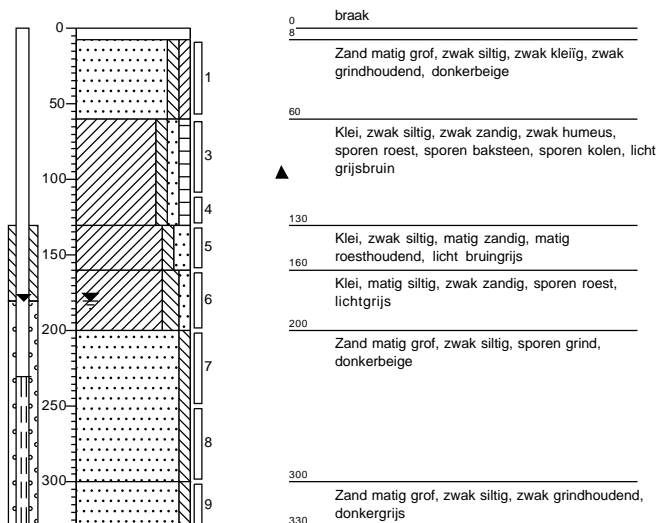 0
50
100
150
200
250
300
1
3
4
5
6
7
8
9
0
braak
8
Zand matig grof, zwak siltig, zwak kleiïg, zwak
grindhoudend, donkerbeige
60
Klei, zwak siltig, zwak zandig, zwak humeus,
sporen roest, sporen baksteen, sporen kolen, licht
grijsbruin
130
Klei, zwak siltig, matig zandig, matig
roesthoudend, licht bruingrijs
160
Klei, matig siltig, zwak zandig, sporen roest,
lichtgrijs
200
Zand matig grof, zwak siltig, sporen grind,
donkerbeige
300
Zand matig grof, zwak siltig, zwak grindhoudend,
donkergrijs
330